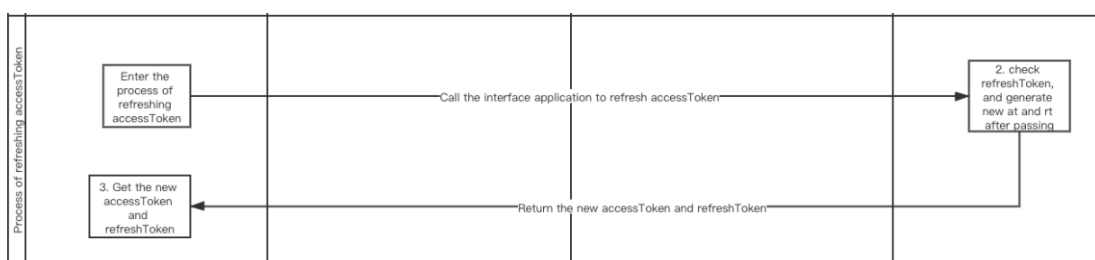 Process of refreshing accessToken
Enter the
process of
refreshing
accessToken
Call the interface application to refresh accessToken
2. check
refreshToken,
and generate
new at and rt
after passing
3. Get the new
accessToken
and
refreshToken
Return the new accessToken and refreshToken